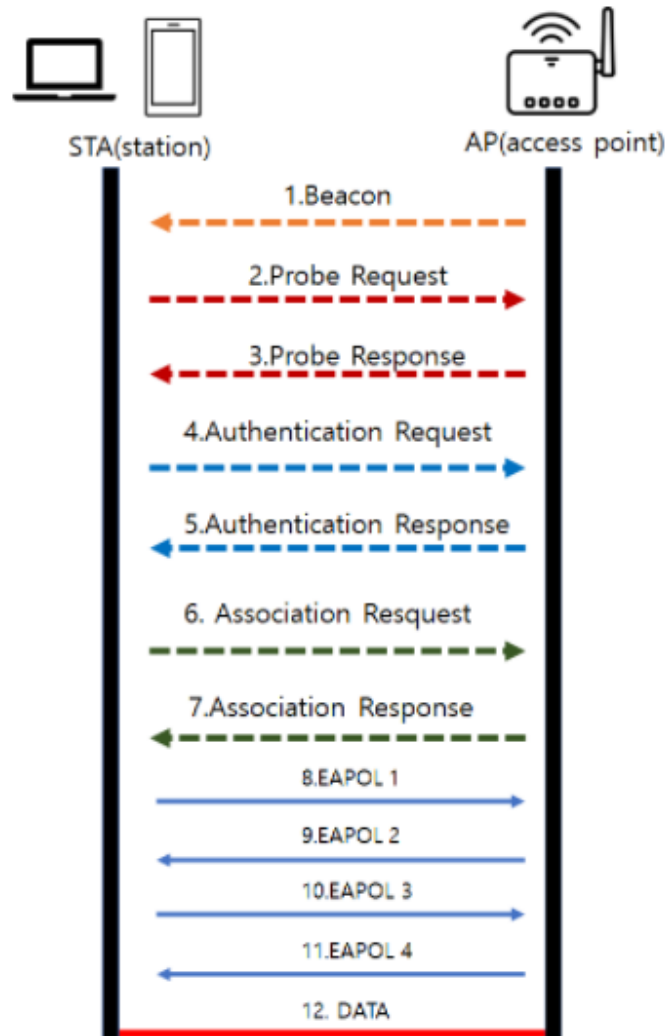 STA(station)
AP(access point)
1.Beacon
2.Probe Request
3.Probe Response
4.Authentication Request
5.Authentication Response
6. Association Resquest
7.Association Response
8.EAPOL 1
9.EAPOL 2
10.EAPOL 3
11.EAPOL 4
12. DATA